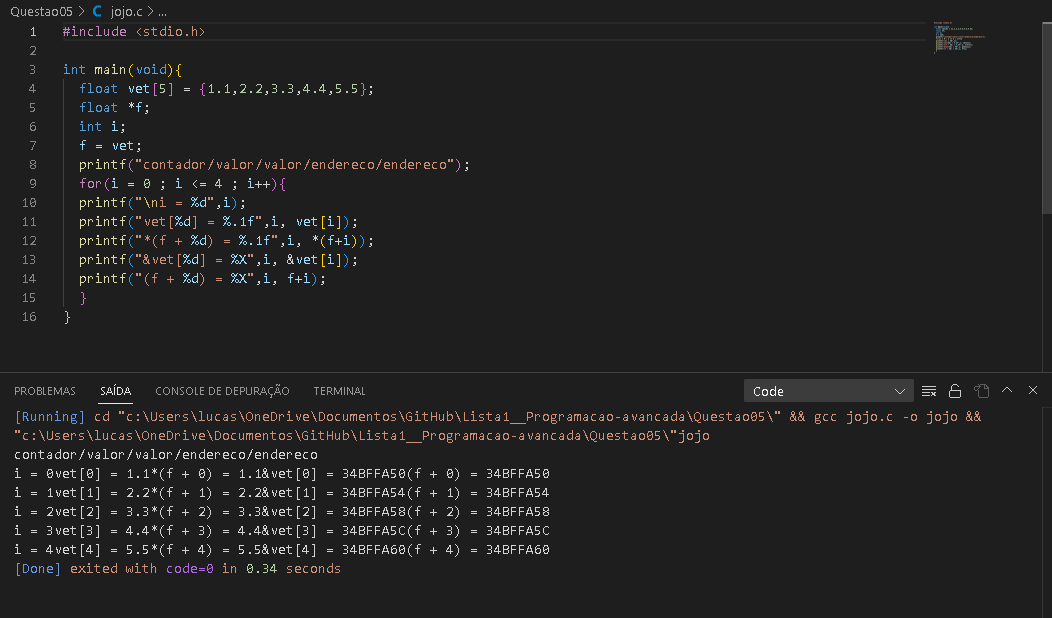 Questao05 > C jojo.c > ...
1 #include <stdio.h>
2
3 int main(void){
4 float vet[5] = {1.1,2.2,3.3,4.4,5.5};
5 float *f;
6 int i;
7 f = vet;
8 printf("contador/valor/valor/endereco/endereco");
9 for(i = 0 ; i <= 4 ; i++){
10 printf("\ni = %d",i);
11 printf("vet[%d] = %.1f",i, vet[i]);
12 printf("*(f + %d) = %.1f",i, *(f+i));
13 printf("&vet[%d] = %X",i, &vet[i]);
14 printf("(f + %d) = %X",i, f+i);
15 }
16 }
PROBLEMAS SAÍDA CONSOLE DE DEPURAÇÃO TERMINAL Code
[Running] cd "c:\Users\lucas\OneDrive\Documentos\GitHub\Lista1__Programacao-avancada\Questao05\" && gcc jojo.c -o jojo &&
"c:\Users\lucas\OneDrive\Documentos\GitHub\Lista1__Programacao-avancada\Questao05\"jojo
contador/valor/valor/endereco/endereco
i = 0vet[0] = 1.1*(f + 0) = 1.1&vet[0] = 34BFFA50(f + 0) = 34BFFA50
i = 1vet[1] = 2.2*(f + 1) = 2.2&vet[1] = 34BFFA54(f + 1) = 34BFFA54
i = 2vet[2] = 3.3*(f + 2) = 3.3&vet[2] = 34BFFA58(f + 2) = 34BFFA58
i = 3vet[3] = 4.4*(f + 3) = 4.4&vet[3] = 34BFFA5C(f + 3) = 34BFFA5C
i = 4vet[4] = 5.5*(f + 4) = 5.5&vet[4] = 34BFFA60(f + 4) = 34BFFA60
[Done] exited with code=0 in 0.34 seconds